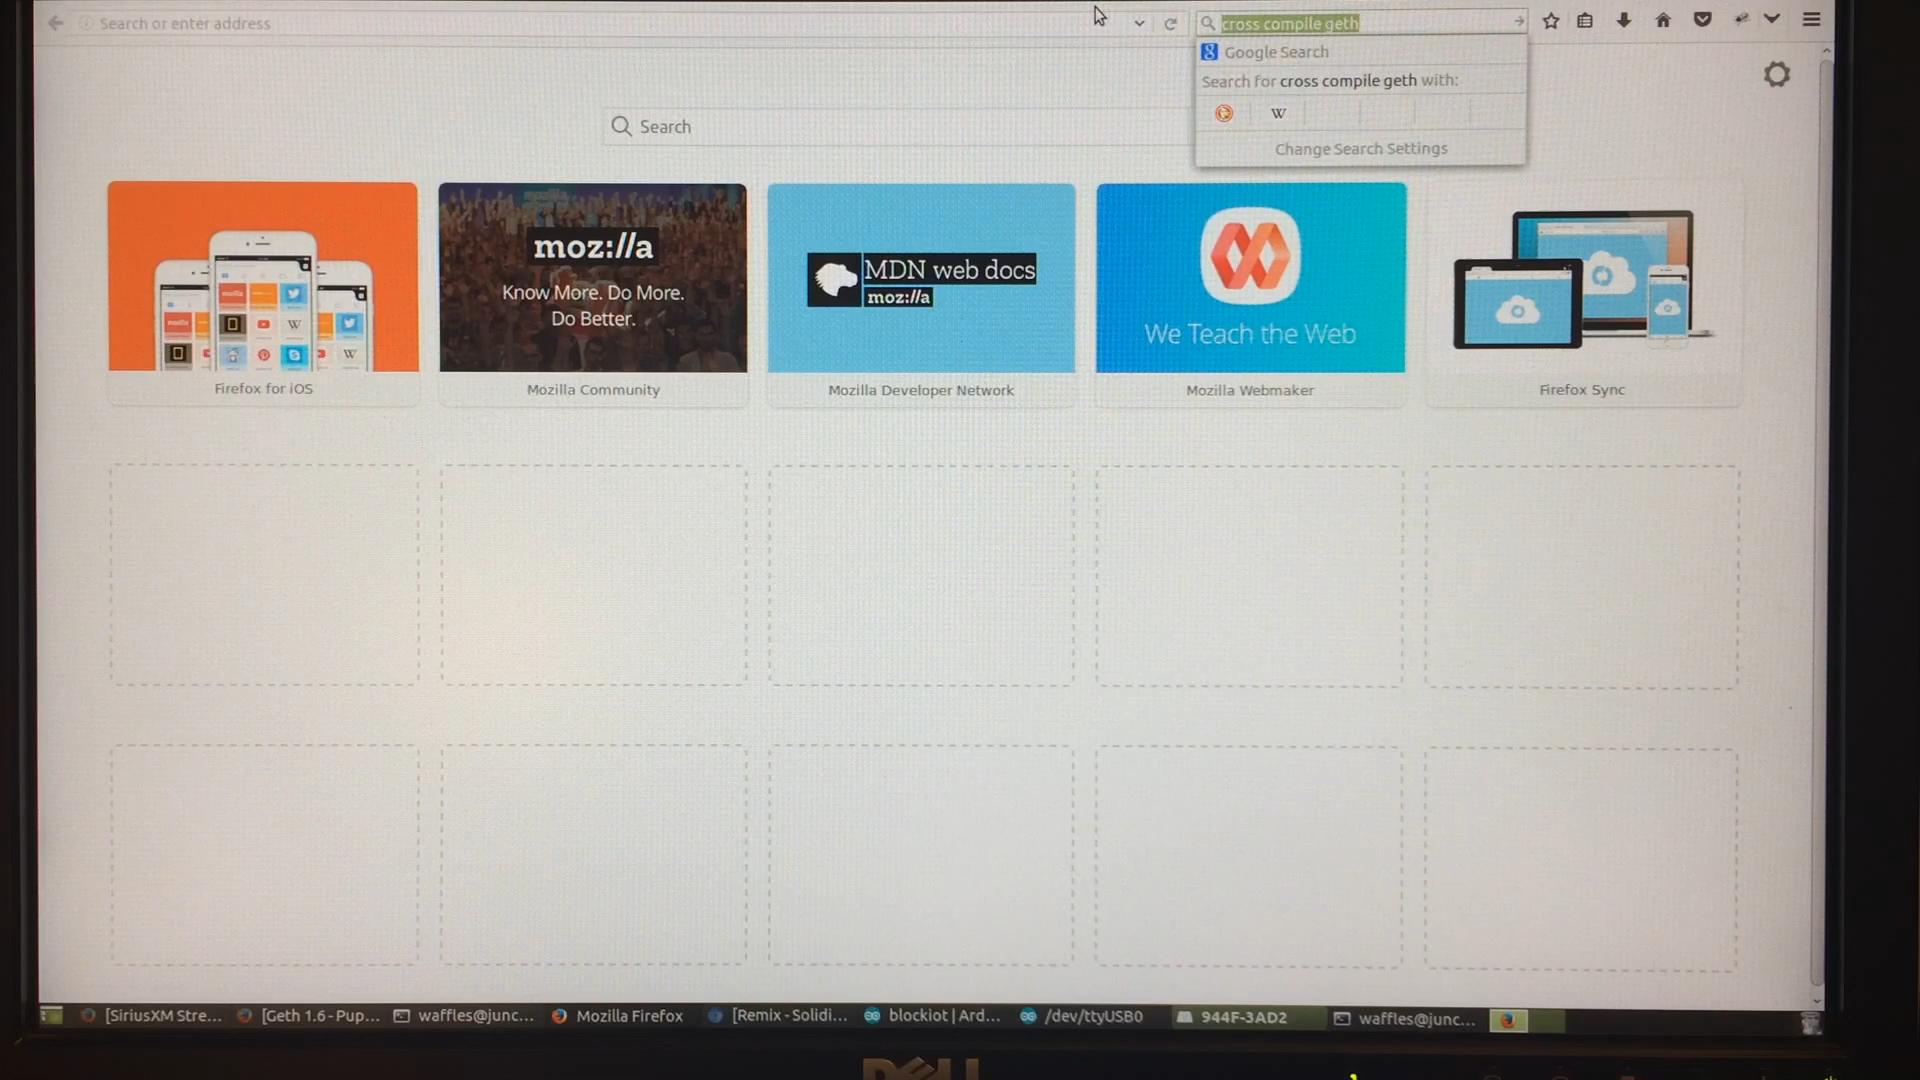 Search or enter address
cross compile geth
Google Search
Search for cross compile geth with:
W
Change Search Settings
Search
moz://a
Know More. Do More.
Do Better.
MDN web docs
moz://a
We Teach the Web
Firefox for iOS
Mozilla Community
Mozilla Developer Network
Mozilla Webmaker
Firefox Sync
[SiriusXM Stre...
[Geth 1.6 - Pup...
waffles@junc...
Mozilla Firefox
[Remix - Solidi...
blockiot | Ard...
/dev/ttyUSB0
944F-3AD2
waffles@junc...
DELL